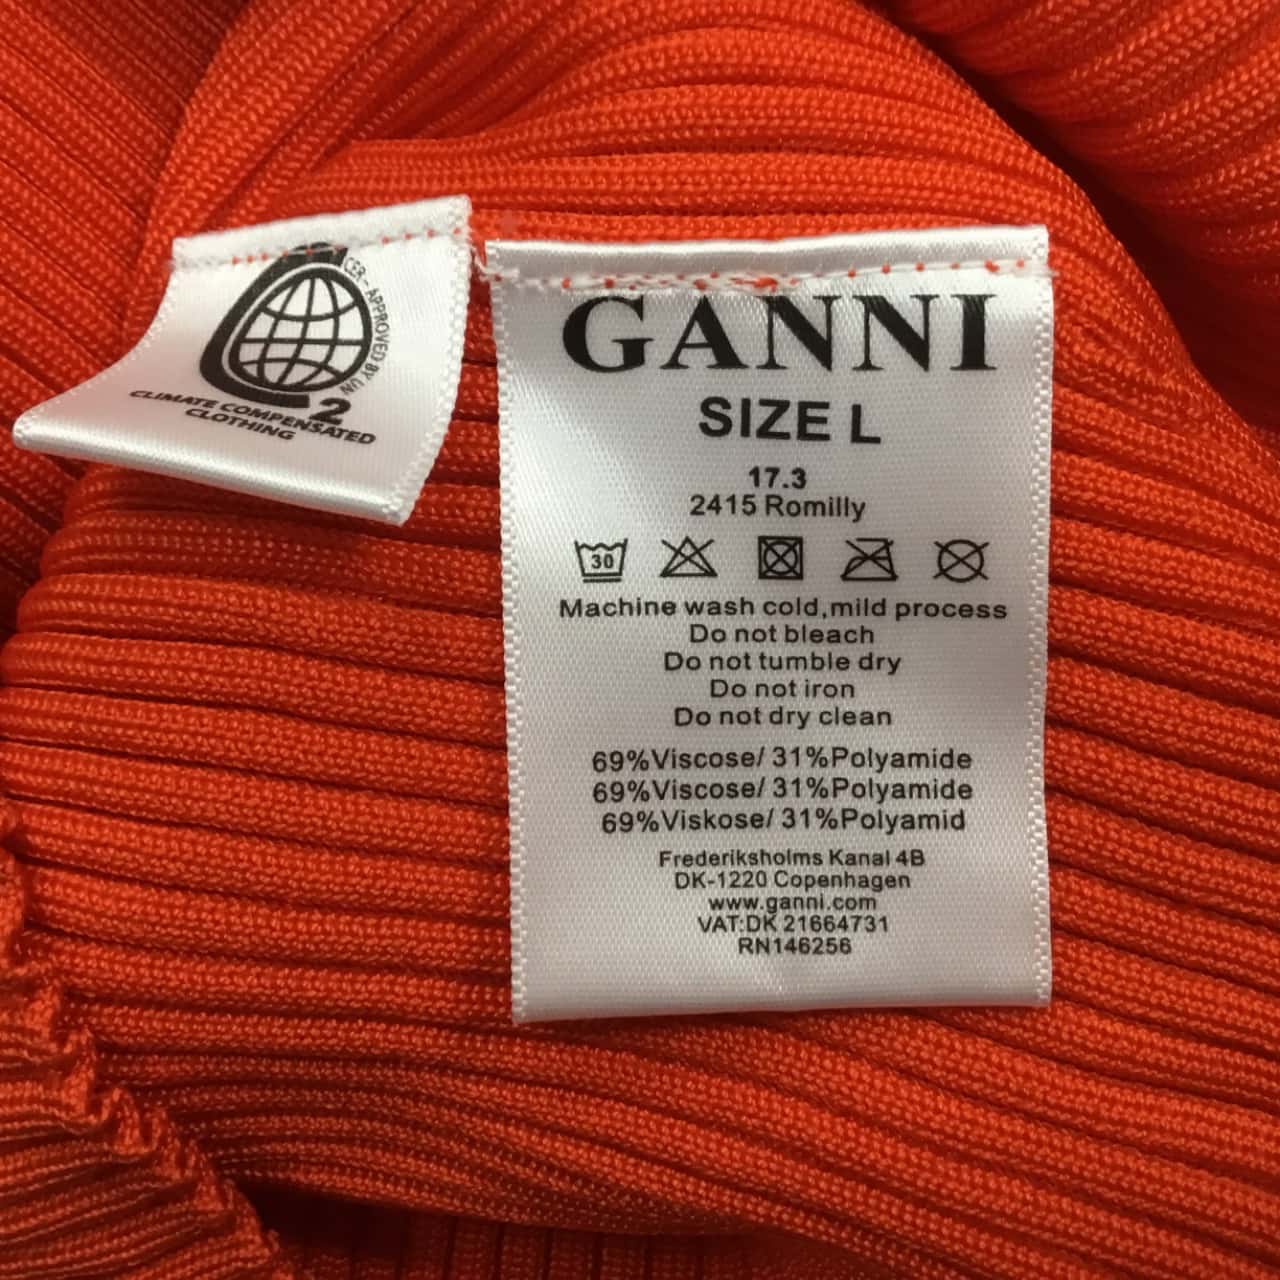 CER - APPROVED BY UN
2
CLIMATE COMPENSATED
CLOTHING
GANNI
SIZE L
17.3
2415 Romilly
30
Machine wash cold,mild process
Do not bleach
Do not tumble dry
Do not iron
Do not dry clean
69%Viscose/ 31%Polyamide
69%Viscose/ 31%Polyamide
69%Viskose/ 31%Polyamid
Frederiksholms Kanal 4B
DK-1220 Copenhagen
www.ganni.com
VAT:DK 21664731
RN146256